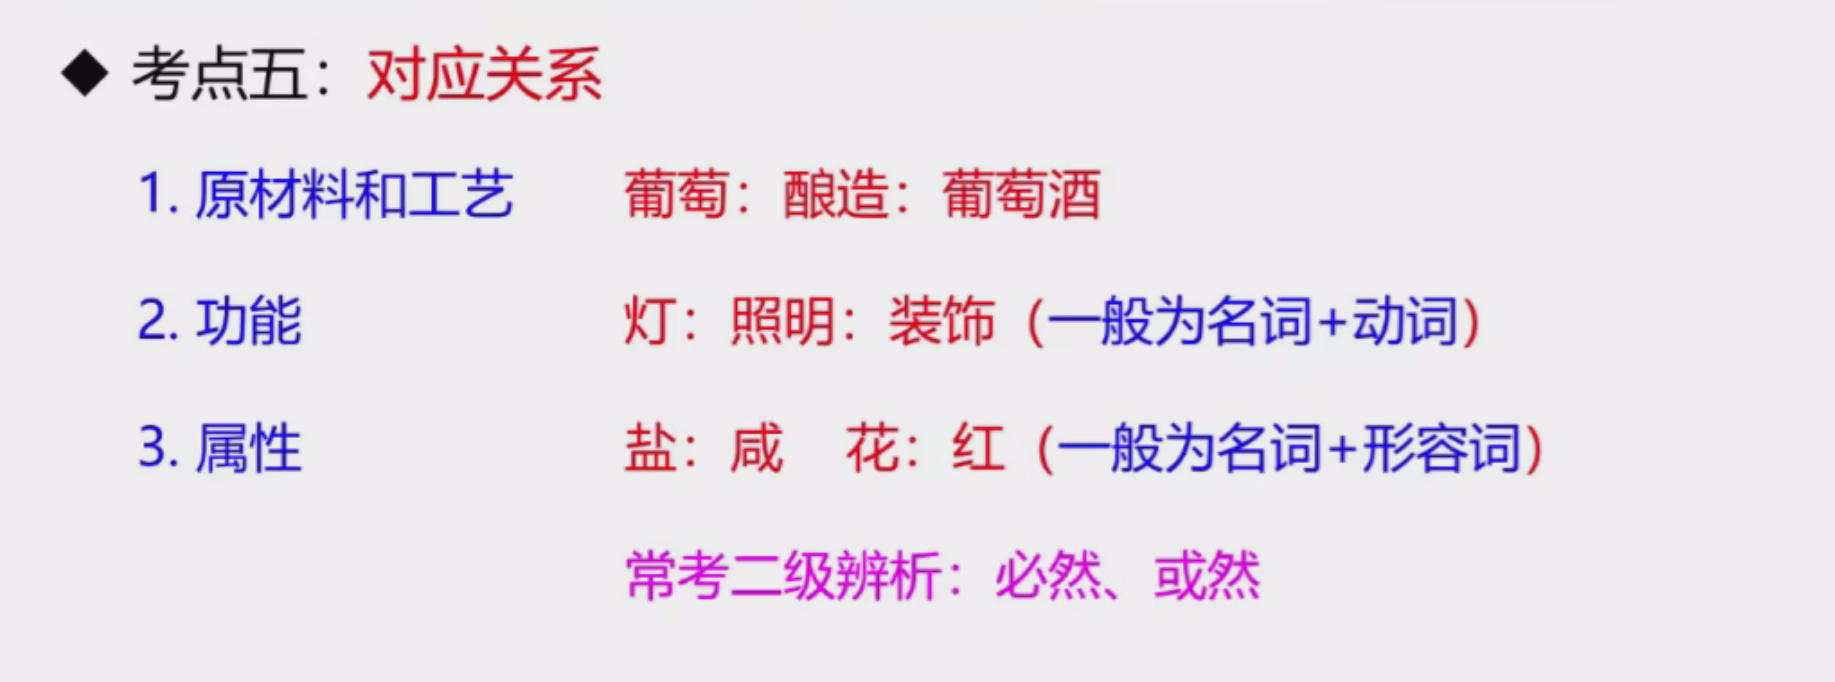 ◆ 考点五：对应关系
1. 原材料和工艺 葡萄：酿造：葡萄酒
2. 功能 灯：照明：装饰（一般为名词+动词）
3. 属性 盐：咸 花：红（一般为名词+形容词）
常考二级辨析：必然、或然